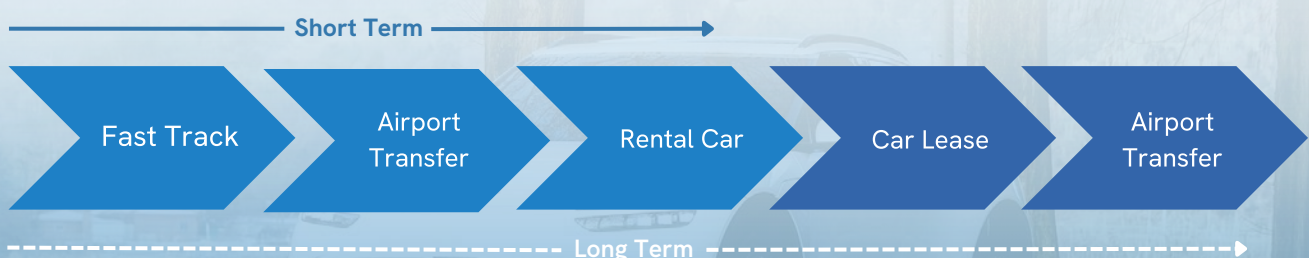 Short Term
Fast Track
Airport
Transfer
Rental Car
Car Lease
Airport
Transfer
Long Term